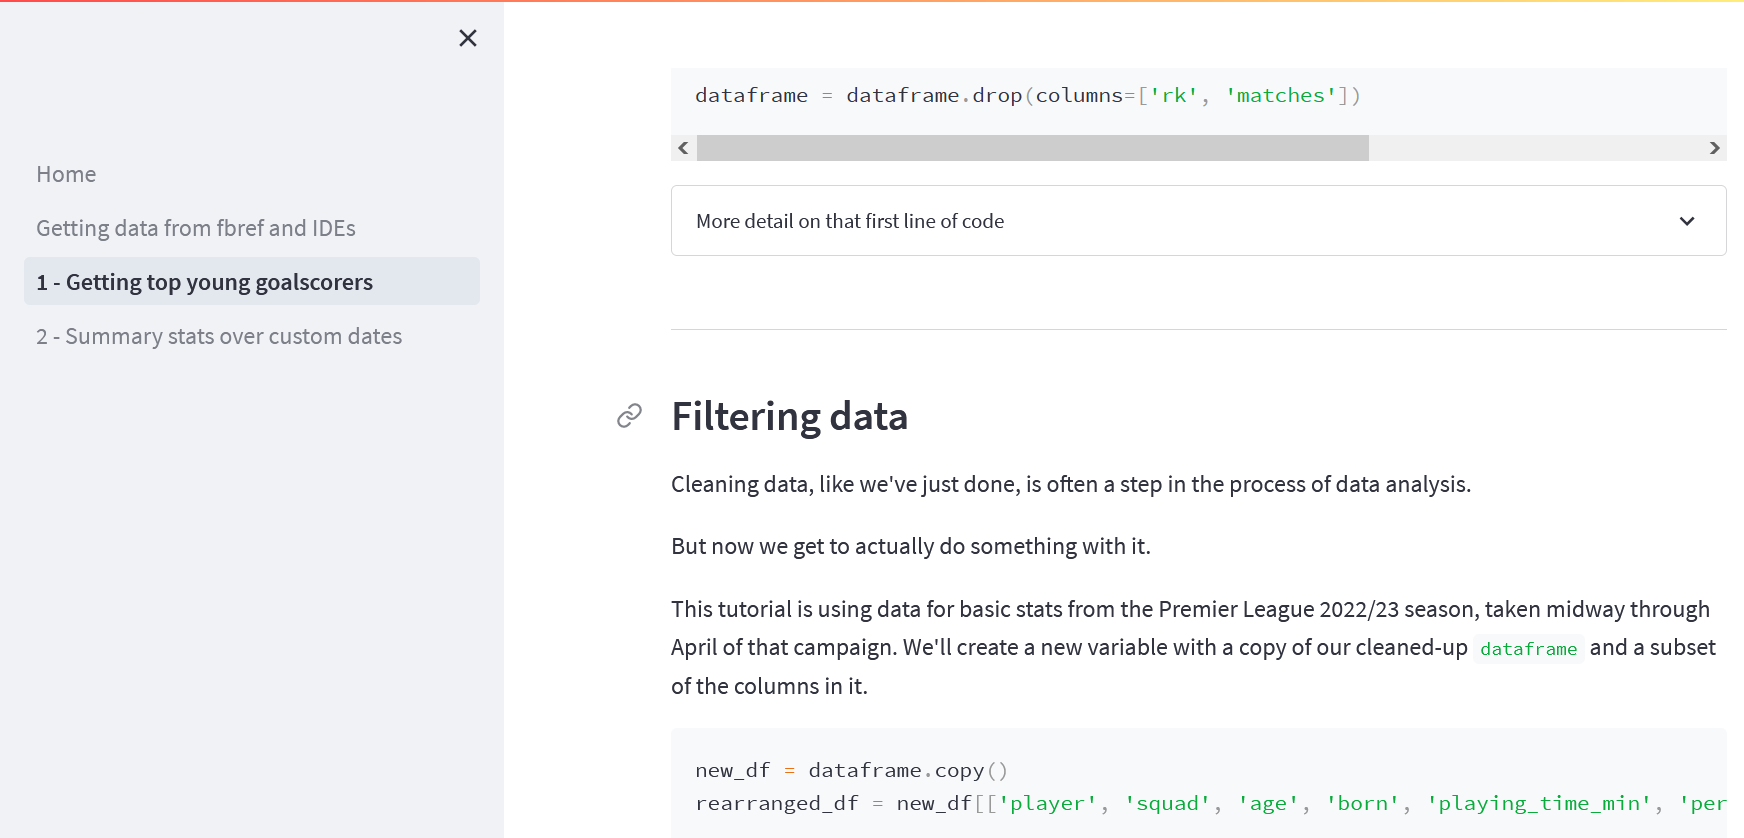 Home
Getting data from fbref and IDEs
1 - Getting top young goalscorers
2 - Summary stats over custom dates
dataframe = dataframe.drop(columns=['rk', 'matches'])
More detail on that first line of code
Filtering data
Cleaning data, like we've just done, is often a step in the process of data analysis.
But now we get to actually do something with it.
This tutorial is using data for basic stats from the Premier League 2022/23 season, taken midway through
April of that campaign. We'll create a new variable with a copy of our cleaned-up dataframe and a subset
of the columns in it.
new_df = dataframe.copy()
rearranged_df = new_df[['player', 'squad', 'age', 'born', 'playing_time_min', 'per